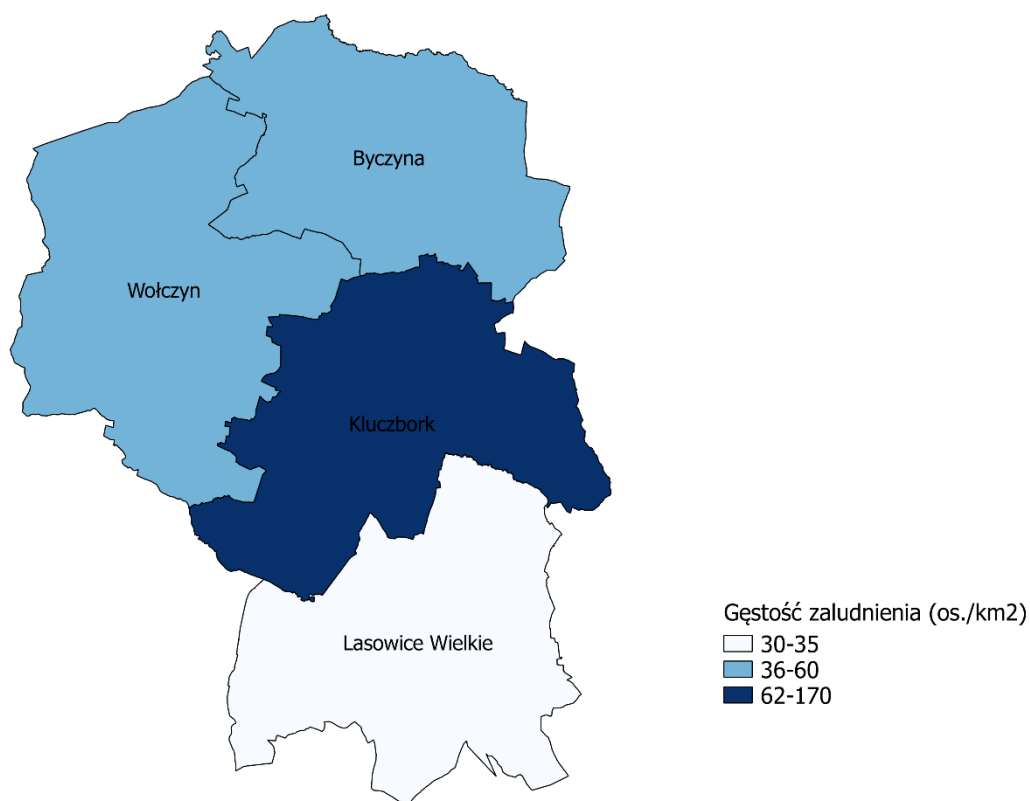 Byczyna
Wołczyn
Kluczbork
Lasowice Wielkie
Gęstość zaludnienia (os./km2)
30-35
36-60
62-170